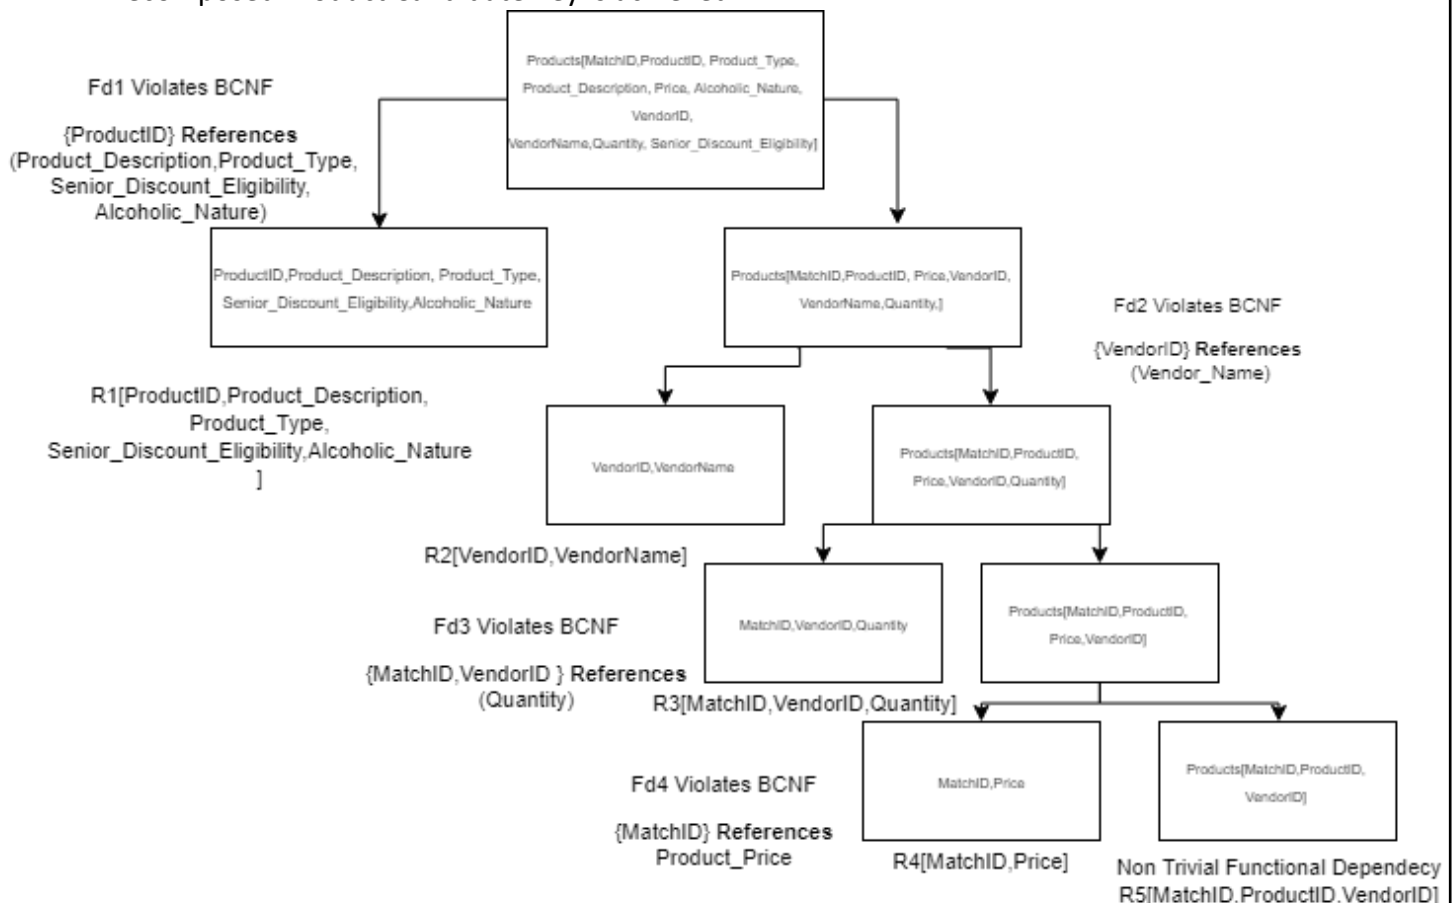 Products[MatchID,ProductID, Product_Type,
Product_Description, Price, Alcoholic_Nature,
VendorID,
VendorName,Quantity, Senior_Discount_Eligibility]
Fd1 Violates BCNF
{ProductID} References
(Product_Description,Product_Type,
Senior_Discount_Eligibility,
Alcoholic_Nature)
ProductID,Product_Description, Product_Type,
Senior_Discount_Eligibility,Alcoholic_Nature
Products[MatchID,ProductID, Price,VendorID,
VendorName,Quantity,]
Fd2 Violates BCNF
{VendorID} References
(Vendor_Name)
R1[ProductID,Product_Description,
Product_Type,
Senior_Discount_Eligibility,Alcoholic_Nature
]
VendorID,VendorName
Products[MatchID,ProductID,
Price,VendorID,Quantity]
R2[VendorID,VendorName]
Fd3 Violates BCNF
{MatchID,VendorID } References
(Quantity)
MatchID,VendorID,Quantity
Products[MatchID,ProductID,
Price,VendorID]
R3[MatchID,VendorID,Quantity]
Fd4 Violates BCNF
{MatchID} References
Product_Price
MatchID,Price
Products[MatchID,ProductID,
VendorID]
R4[MatchID,Price]
Non Trivial Functional Dependecy
R5[MatchID,ProductID,VendorID]